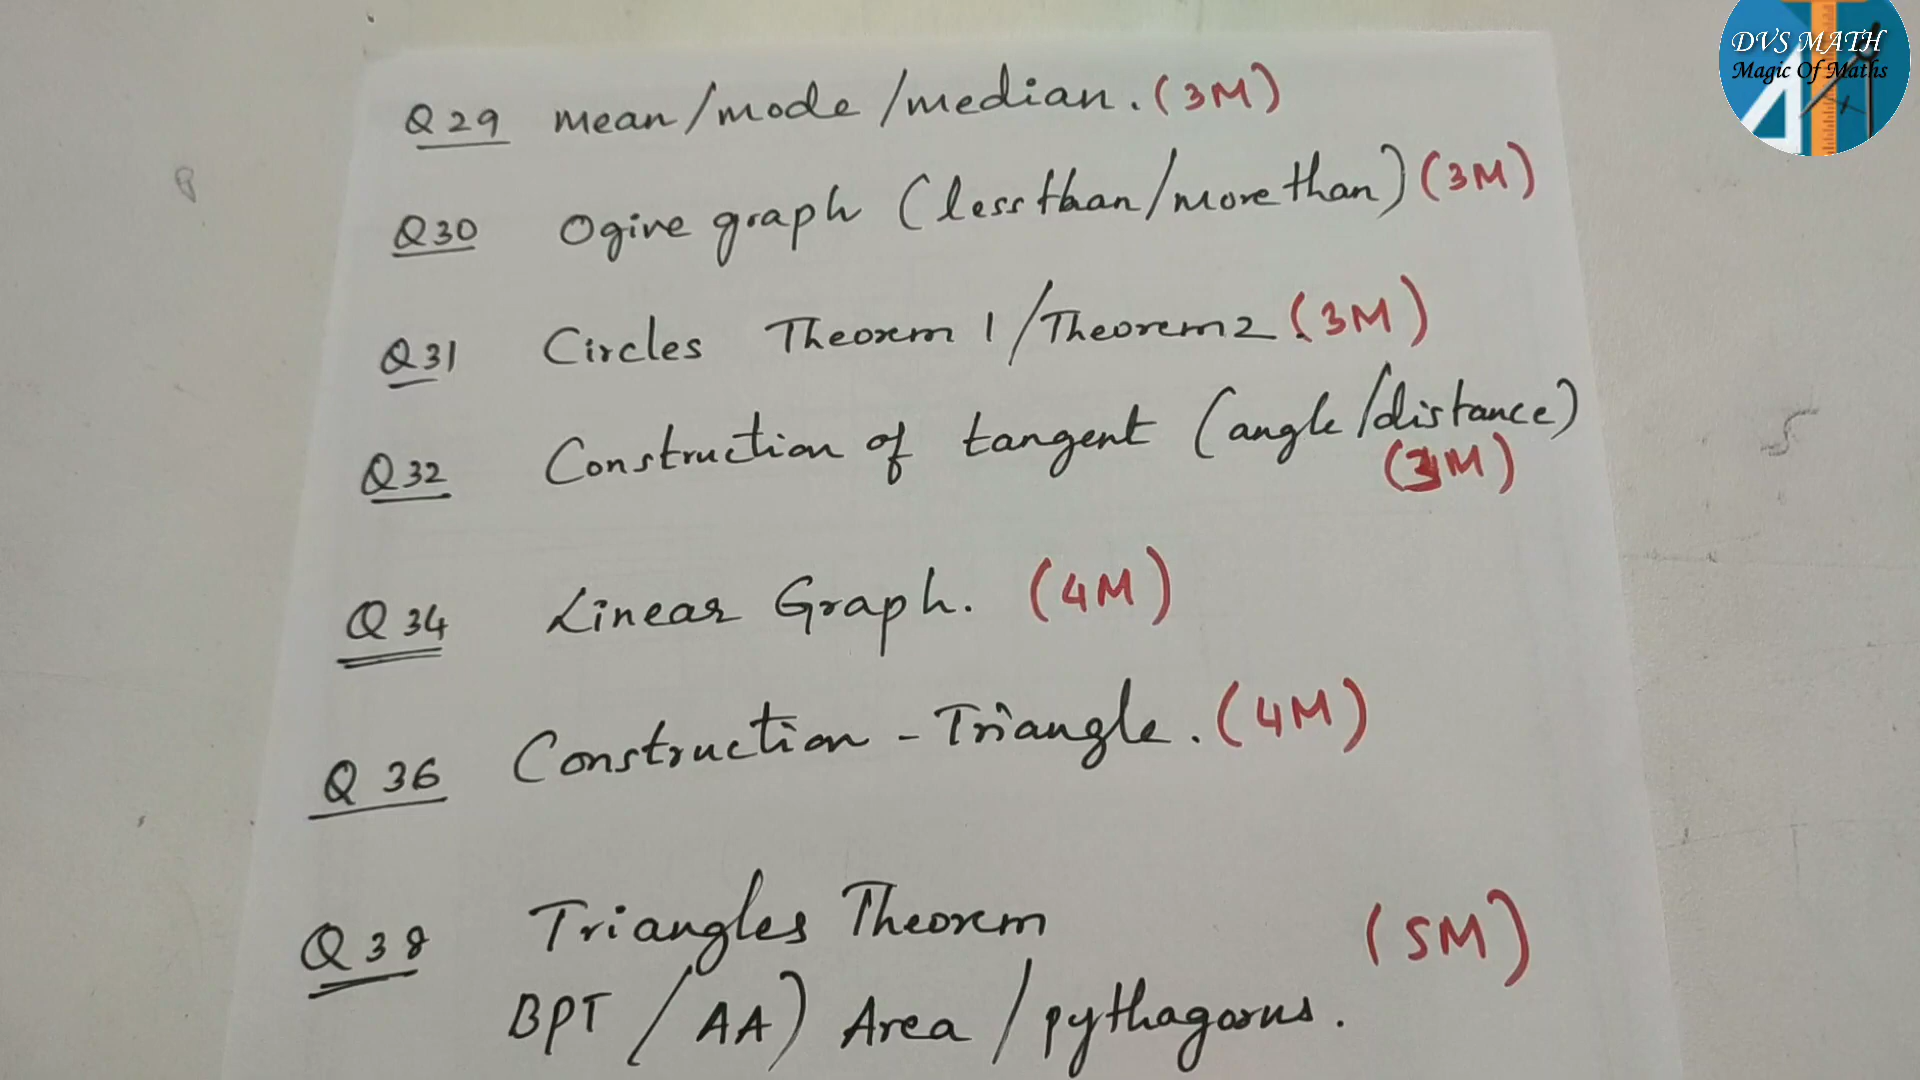 DVS MATH
Magic Of Maths
Q29 mean/mode/median. (3M)
Q30 Ogive graph (less than/more than) (3M)
Q31 Circles Theorem 1/Theorem 2 (3M)
Q32 Construction of tangent (angle/distance)
(3M)
Q34 Linear Graph. (4M)
Q36 Construction - Triangle. (4M)
Q38 Triangles Theorem (5M)
BPT / AA) Area / pythagorus.